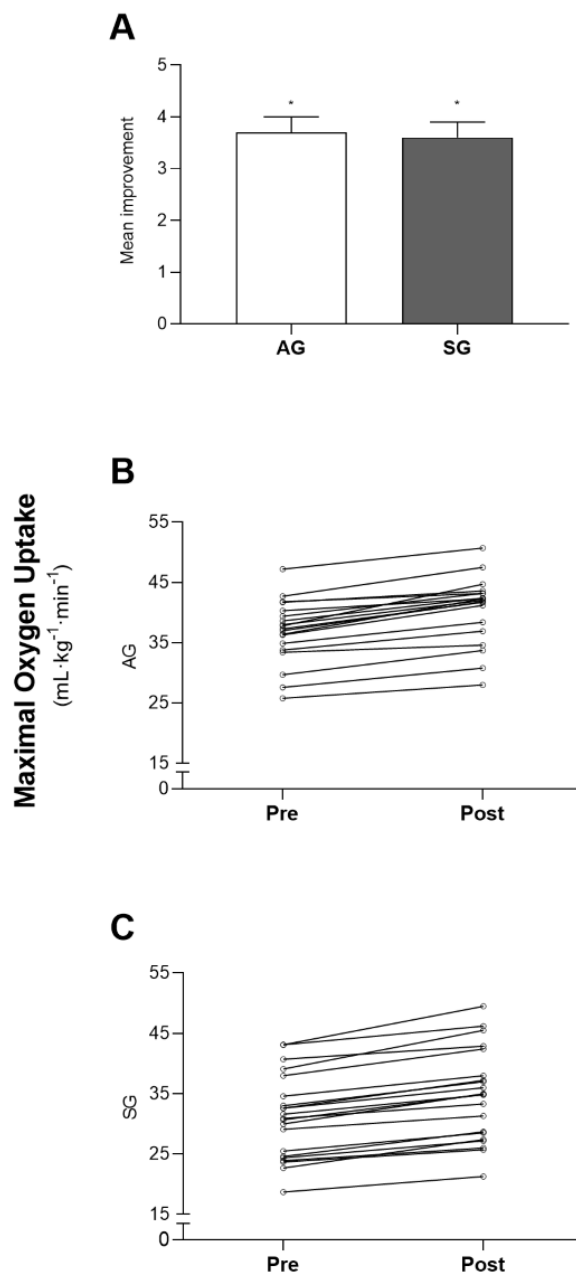 A
5
4
3
2
1
0
Mean improvement
* *
AG SG
Maximal Oxygen Uptake
(mL·kg⁻¹·min⁻¹)
B
55
45
35
25
15
0
AG
Pre Post
C
55
45
35
25
15
0
SG
Pre Post